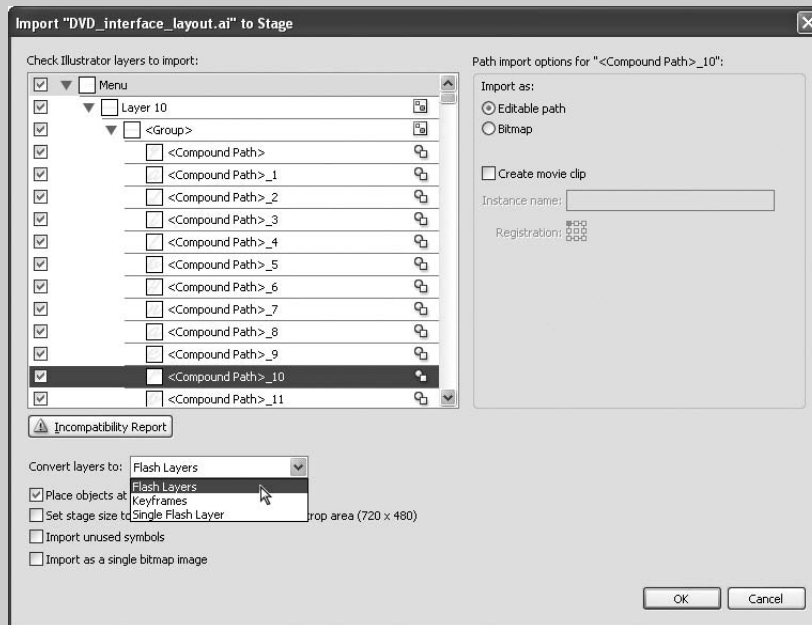 Import "DVD_interface_layout.ai" to Stage
Check Illustrator layers to import:
Menu
Layer 10
<Group>
<Compound Path>
<Compound Path>_1
<Compound Path>_2
<Compound Path>_3
<Compound Path>_4
<Compound Path>_5
<Compound Path>_6
<Compound Path>_7
<Compound Path>_8
<Compound Path>_9
<Compound Path>_10
<Compound Path>_11
Incompatibility Report
Convert layers to: Flash Layers
Flash Layers
Keyframes
Single Flash Layer
Place objects at
Set stage size to crop area (720 x 480)
Import unused symbols
Import as a single bitmap image
Path import options for "<Compound Path>_10":
Import as:
Editable path
Bitmap
Create movie clip
Instance name:
Registration:
OK
Cancel